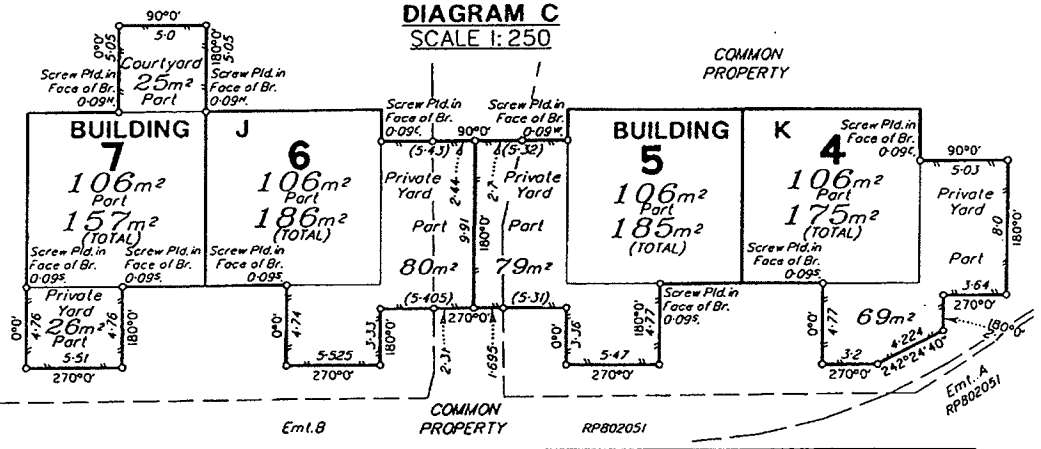 DIAGRAM C
SCALE 1:250
90°0'
5·0
0°0'
5·05
180°0'
5·05
Courtyard
25m²
Part
Screw Pld.in
Face of Br.
0·09N.
Screw Pld.in
Face of Br.
0·09N.
BUILDING J
7
106m²
Part
157m²
(TOTAL)
Screw Pld.in
Face of Br.
0·09S.
Screw Pld.in
Face of Br.
0·09S.
Private
Yard
26m²
Part
0°0'
4·76
4·76
180°0'
5·51
270°0'
6
106m²
Part
186m²
(TOTAL)
Screw Pld.in
Face of Br.
0·09S
0°0'
4·74
5·525
270°0'
3·33
180°0'
Screw Pld.in
Face of Br.
0·09E.
Screw Pld.in
Face of Br.
0·09W.
90°0'
(5·43)
(5·32)
Private
Yard
Part
80m²
2·44
9·91
180°0'
2·7
Private
Yard
Part
79m²
(5·405)
270°0'
(5·31)
2·31
1·695
COMMON
PROPERTY
BUILDING K
5
106m²
Part
185m²
(TOTAL)
Screw Pld.in
Face of Br.
0·09S.
0°0'
3·36
5·47
270°0'
4·77
180°0'
COMMON
PROPERTY
4
106m²
Part
175m²
(TOTAL)
Screw Pld.in
Face of Br.
0·09E.
Screw Pld.in
Face of Br.
0·09S.
90°0'
5·03
Private
Yard
Part
8·0
180°0'
3·64
270°0'
69m²
0°0'
4·77
3·2
270°0'
4·224
242°24'40"
180°0'
Emt. A
RP802051
Emt.B
COMMON
PROPERTY
RP802051